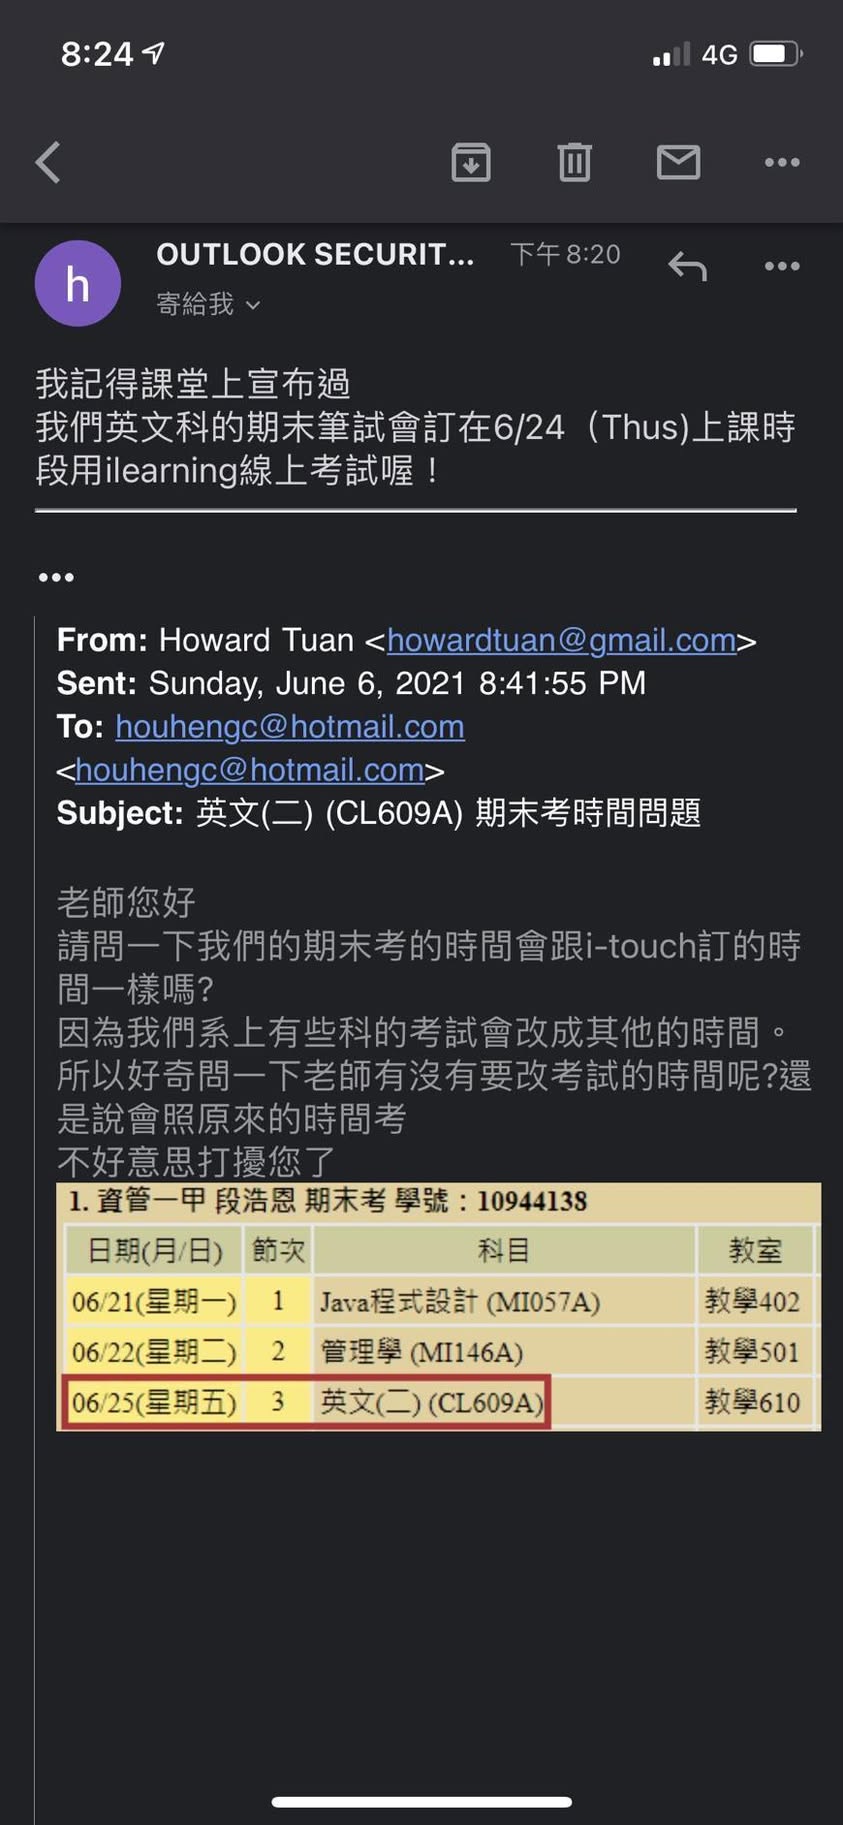 8:24
4G
h
OUTLOOK SECURIT...
下午 8:20
寄給我
我記得課堂上宣布過
我們英文科的期末筆試會訂在6/24（Thus)上課時
段用ilearning線上考試喔！
•••
From: Howard Tuan <howardtuan@gmail.com>
Sent: Sunday, June 6, 2021 8:41:55 PM
To: houhengc@hotmail.com
<houhengc@hotmail.com>
Subject: 英文(二) (CL609A) 期末考時間問題
老師您好
請問一下我們的期末考的時間會跟i-touch訂的時
間一樣嗎?
因為我們系上有些科的考試會改成其他的時間。
所以好奇問一下老師有沒有要改考試的時間呢?還
是說會照原來的時間考
不好意思打擾您了
1. 資管一甲 段浩恩 期末考 學號：10944138
日期(月/日) 節次 科目 教室
06/21(星期一) 1 Java程式設計 (MI057A) 教學402
06/22(星期二) 2 管理學 (MI146A) 教學501
06/25(星期五) 3 英文(二) (CL609A) 教學610